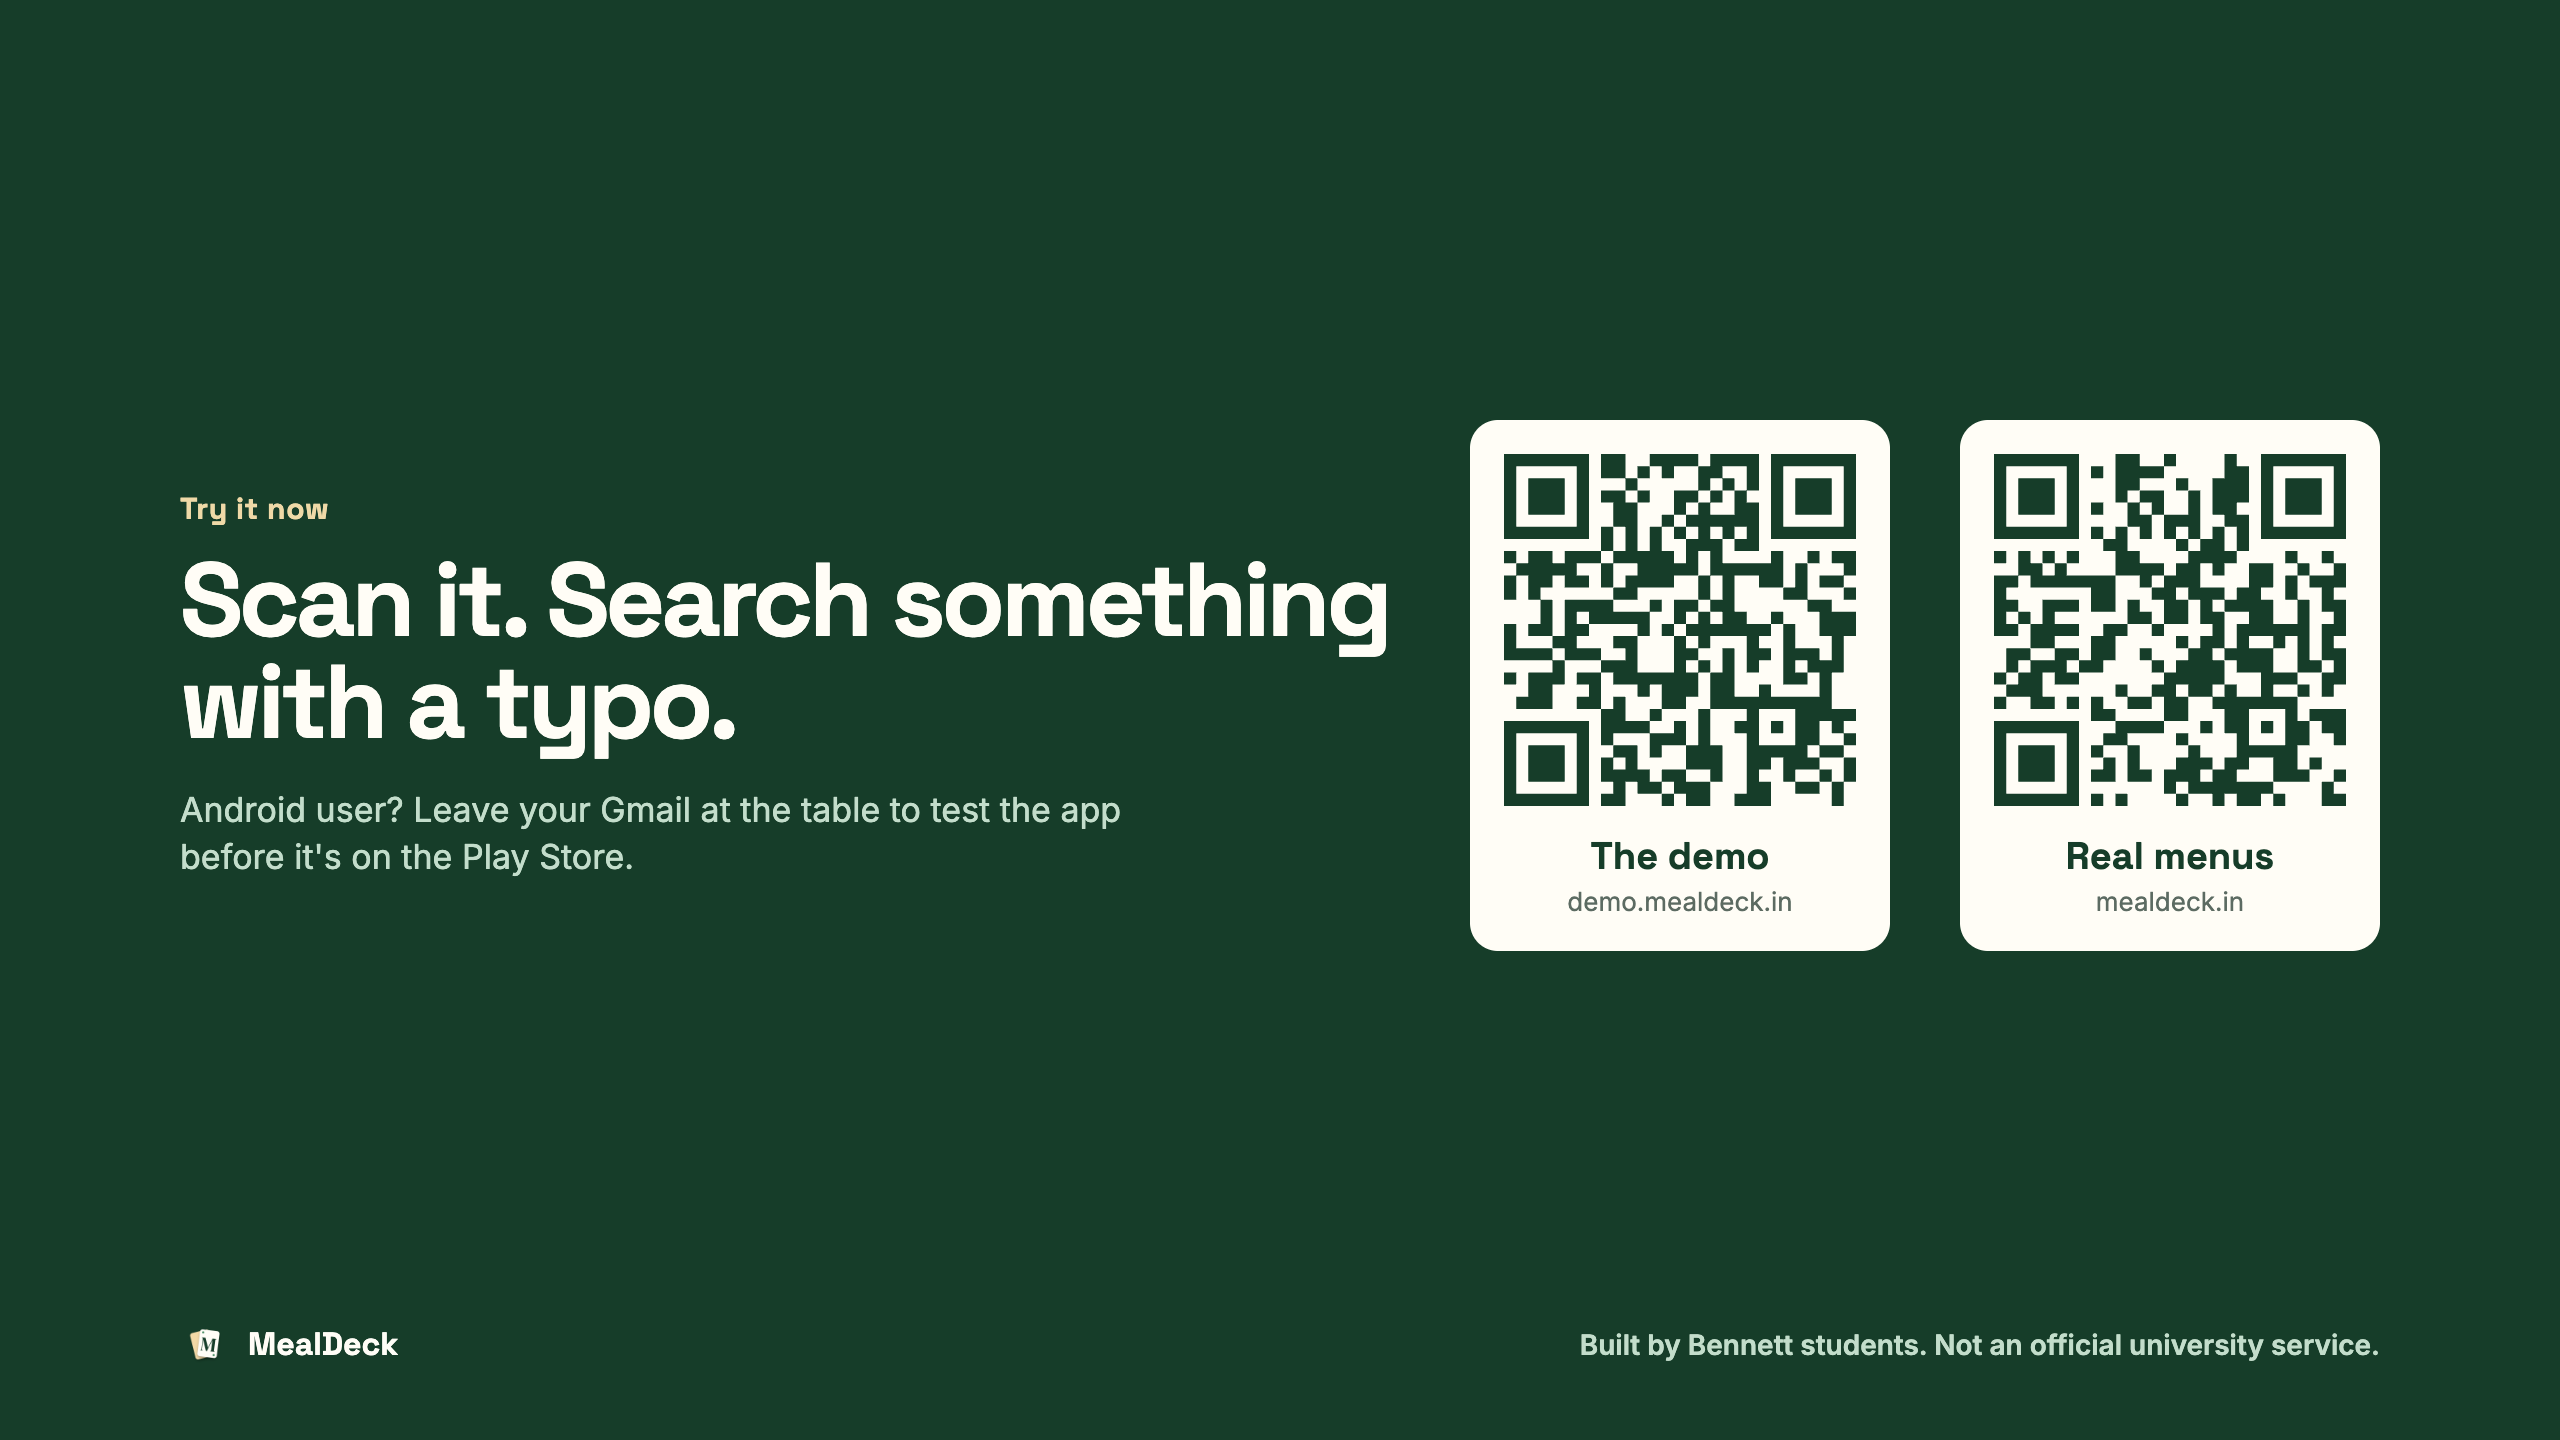 Try it now
Scan it. Search something
with a typo.
Android user? Leave your Gmail at the table to test the app
before it's on the Play Store.
The demo
demo.mealdeck.in
Real menus
mealdeck.in
M
MealDeck
Built by Bennett students. Not an official university service.